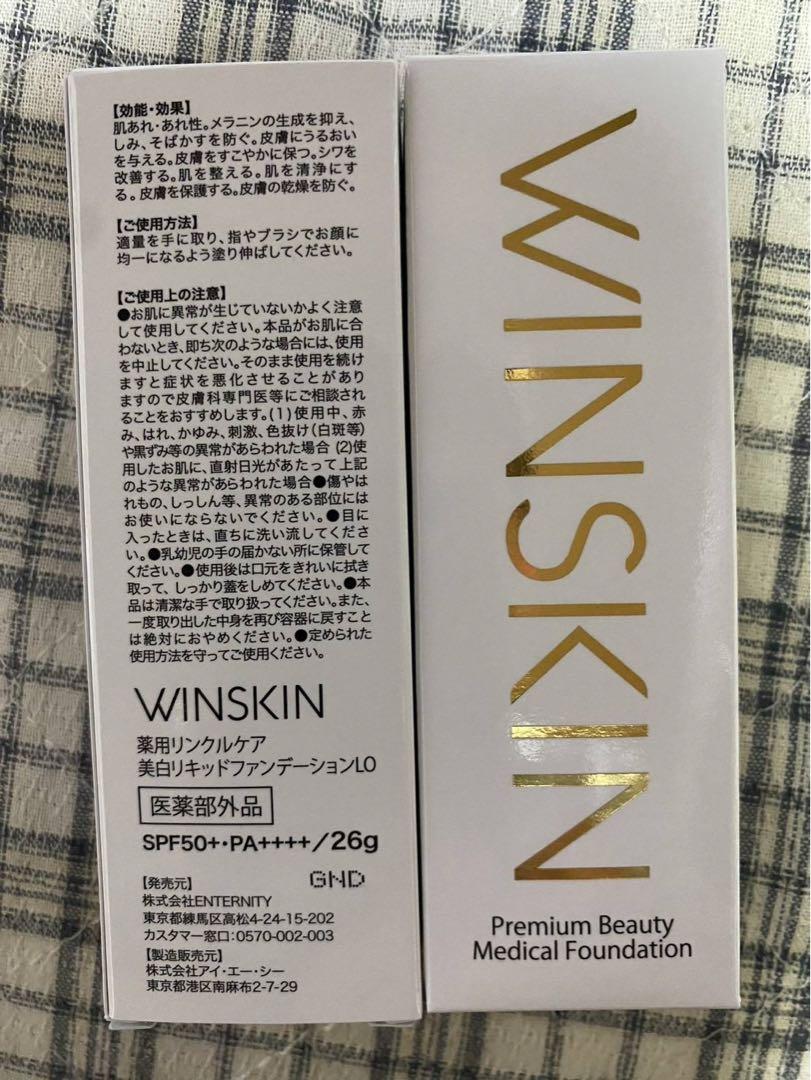 【効能・効果】
肌あれ・あれ性。メラニンの生成を抑え、
しみ、そばかすを防ぐ。皮膚にうるおい
を与える。皮膚をすこやかに保つ。シワを
改善する。肌を整える。肌を清浄にす
る。皮膚を保護する。皮膚の乾燥を防ぐ。
【ご使用方法】
適量を手に取り、指やブラシでお顔に
均一になるよう塗り伸ばしてください。
【ご使用上の注意】
●お肌に異常が生じていないかよく注意
して使用してください。本品がお肌に合
わないとき、即ち次のような場合には、使用
を中止してください。そのまま使用を続け
ますと症状を悪化させることがあり
ますので皮膚科専門医等にご相談され
ることをおすすめします。(1)使用中、赤
み、はれ、かゆみ、刺激、色抜け(白斑等)
や黒ずみ等の異常があらわれた場合 (2)使
用したお肌に、直射日光があたって上記
のような異常があらわれた場合●傷やは
れもの、しっしん等、異常のある部位には
お使いにならないでください。●目に
入ったときは、直ちに洗い流してくださ
い。●乳幼児の手の届かない所に保管して
ください。●使用後は口元をきれいに拭き
取って、しっかり蓋をしめてください。●本
品は清潔な手で取り扱ってください。また、
一度取り出した中身を再び容器に戻すこと
は絶対におやめください。●定められた
使用方法を守ってご使用ください。
WINSKIN
薬用リンクルケア
美白リキッドファンデーションLO
医薬部外品
SPF50+・PA++++/26g
GND
【発売元】
株式会社ENTERNITY
東京都練馬区高松4-24-15-202
カスタマー窓口:0570-002-003
【製造販売元】
株式会社アイ・エー・シー
東京都港区南麻布2-7-29
WINSKIN
Premium Beauty
Medical Foundation